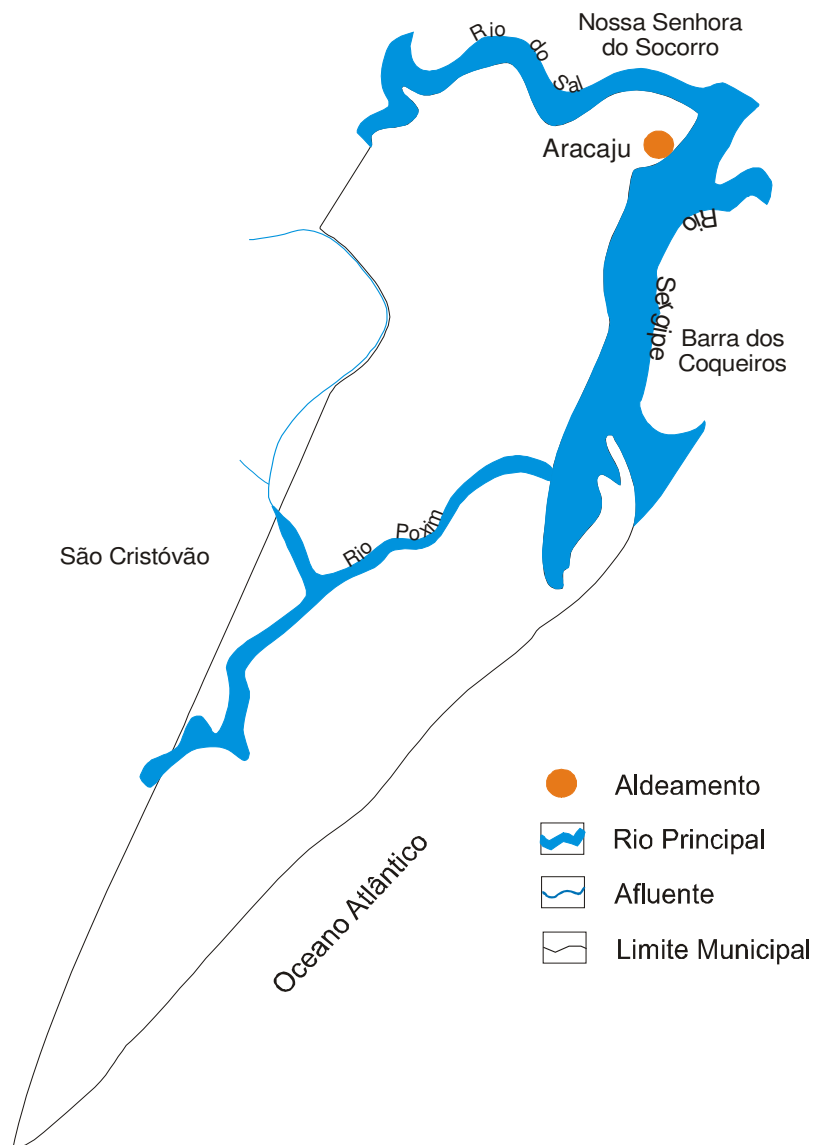 Nossa Senhora
do Socorro
Rio do Sal
Aracaju
Rio Sergipe
Barra dos
Coqueiros
Rio Poxim
São Cristóvão
Oceano Atlântico
Aldeamento
Rio Principal
Afluente
Limite Municipal